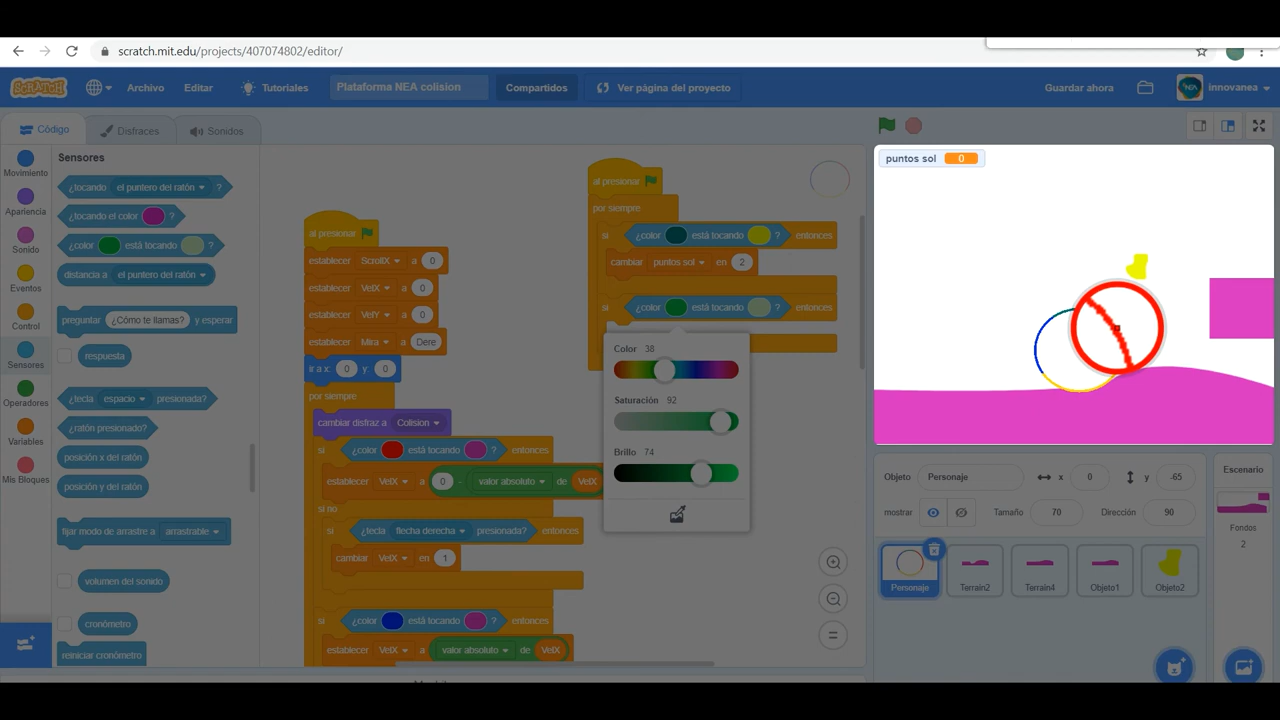 scratch.mit.edu/projects/407074802/editor/
SCRATCH
Archivo
Editar
Tutoriales
Plataforma NEA colision
Compartidos
Ver página del proyecto
Guardar ahora
NEA
innovanea
Código
Disfraces
Sonidos
Movimiento
Apariencia
Sonido
Eventos
Control
Sensores
Operadores
Variables
Mis Bloques
Sensores
¿tocando el puntero del ratón ?
¿tocando el color ?
¿color está tocando ?
distancia a el puntero del ratón
preguntar ¿Cómo te llamas? y esperar
respuesta
¿tecla espacio presionada?
¿ratón presionado?
posición x del ratón
posición y del ratón
fijar modo de arrastre a arrastrable
volumen del sonido
cronómetro
reiniciar cronómetro
al presionar
establecer ScrollX a 0
establecer VelX a 0
establecer VelY a 0
establecer Mira a Dere
ir a x: 0 y: 0
por siempre
cambiar disfraz a Colision
si ¿color está tocando ? entonces
establecer VelX a 0 - valor absoluto de VelX
si no
si ¿tecla flecha derecha presionada? entonces
cambiar VelX en 1
si ¿color está tocando ? entonces
establecer VelX a valor absoluto de VelX
al presionar
por siempre
si ¿color está tocando ? entonces
cambiar puntos sol en 2
si ¿color está tocando ? entonces
Color 38
Saturación 92
Brillo 74
puntos sol 0
Objeto Personaje x 0 y -65
mostrar Tamaño 70 Dirección 90
Personaje
Terrain2
Terrain4
Objeto1
Objeto2
Escenario
Fondos
2